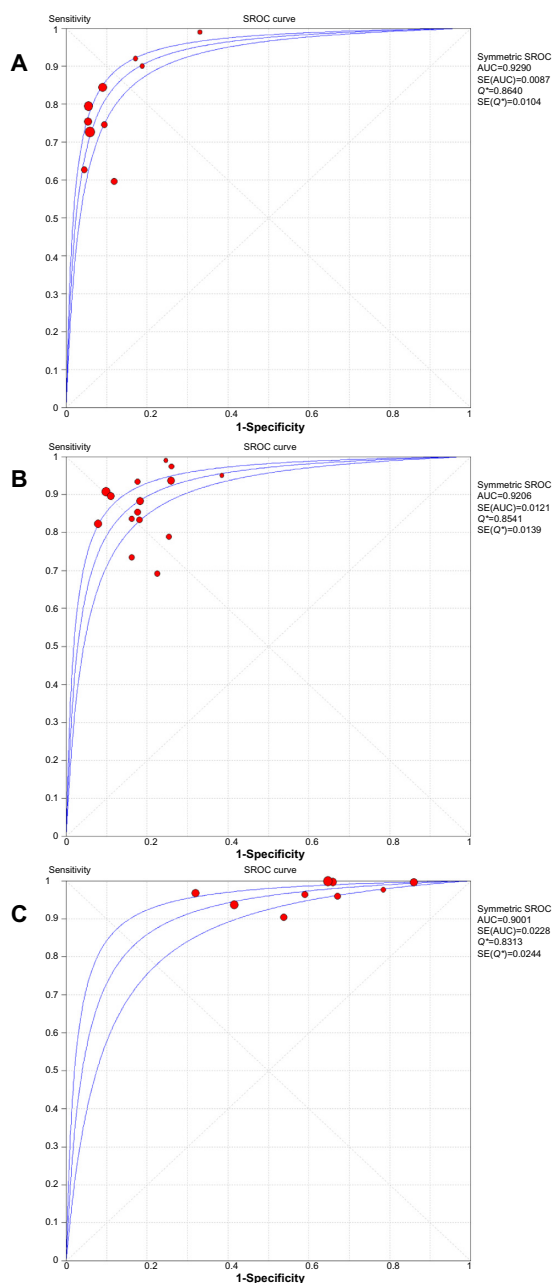 Sensitivity SROC curve
A
1
0.9
0.8
0.7
0.6
0.5
0.4
0.3
0.2
0.1
0
0 0.2 0.4 0.6 0.8 1
1-Specificity
Symmetric SROC
AUC=0.9290
SE(AUC)=0.0087
Q*=0.8640
SE(Q*)=0.0104
Sensitivity SROC curve
B
1
0.9
0.8
0.7
0.6
0.5
0.4
0.3
0.2
0.1
0
0 0.2 0.4 0.6 0.8 1
1-Specificity
Symmetric SROC
AUC=0.9206
SE(AUC)=0.0121
Q*=0.8541
SE(Q*)=0.0139
Sensitivity SROC curve
C
1
0.9
0.8
0.7
0.6
0.5
0.4
0.3
0.2
0.1
0
0 0.2 0.4 0.6 0.8 1
1-Specificity
Symmetric SROC
AUC=0.9001
SE(AUC)=0.0228
Q*=0.8313
SE(Q*)=0.0244